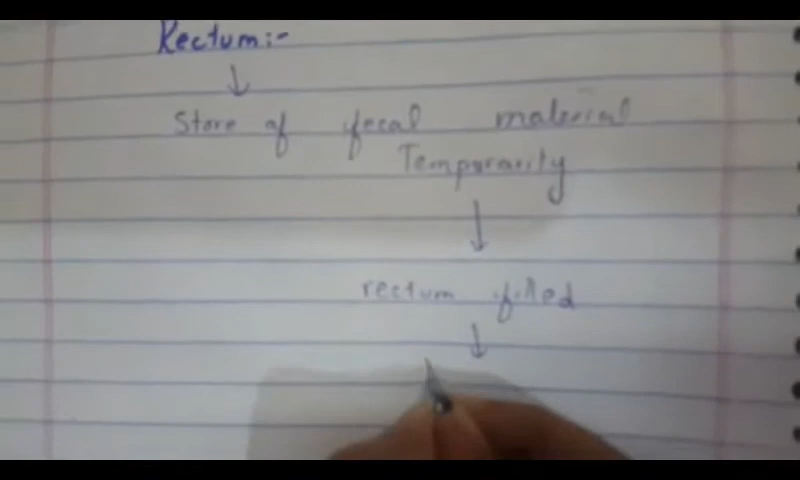 Rectum:-
↓
Store of fecal material
Temporarily
↓
rectum filled
↓